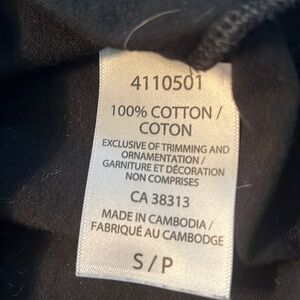 4110501
100% COTTON /
COTON
EXCLUSIVE OF TRIMMING AND
ORNAMENTATION /
GARNITURE ET DÉCORATION
NON COMPRISES
CA 38313
MADE IN CAMBODIA /
FABRIQUÉ AU CAMBODGE
S / P